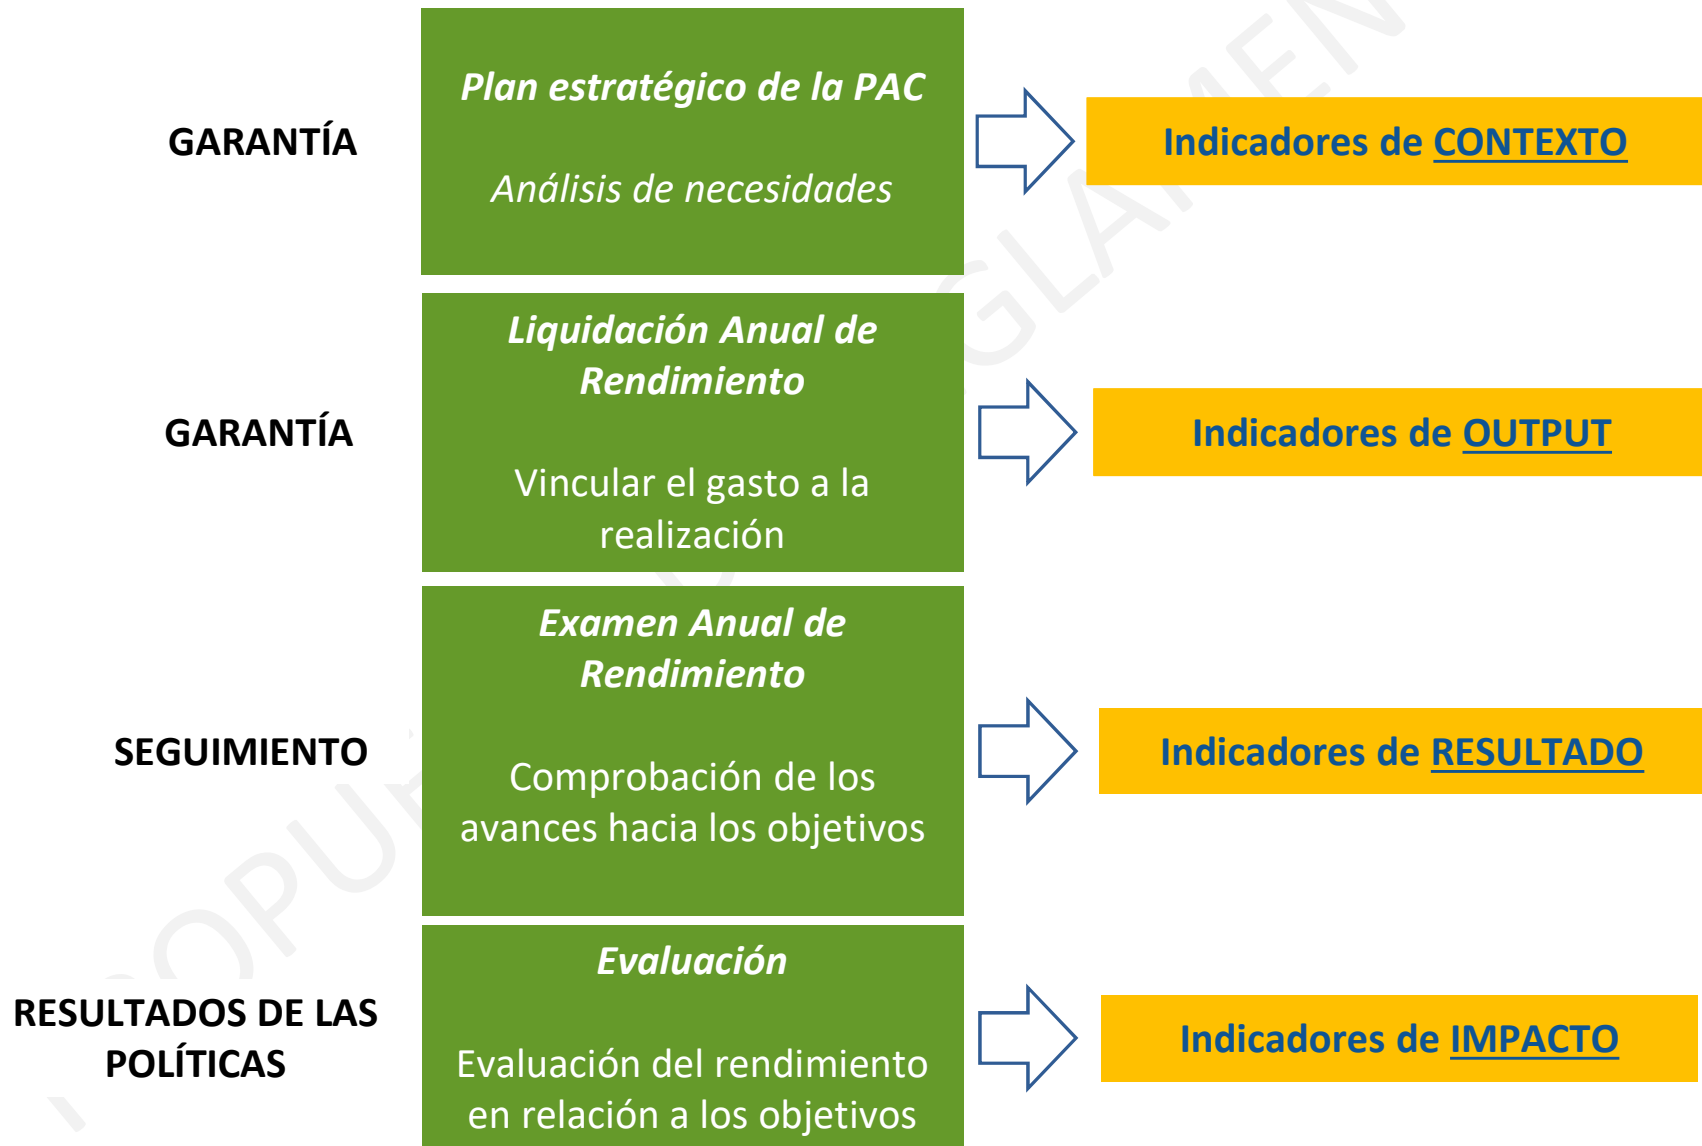 GARANTÍA
Plan estratégico de la PAC
Análisis de necesidades
Indicadores de CONTEXTO
GARANTÍA
Liquidación Anual de
Rendimiento
Vincular el gasto a la
realización
Indicadores de OUTPUT
SEGUIMIENTO
Examen Anual de
Rendimiento
Comprobación de los
avances hacia los objetivos
Indicadores de RESULTADO
RESULTADOS DE LAS
POLÍTICAS
Evaluación
Evaluación del rendimiento
en relación a los objetivos
Indicadores de IMPACTO